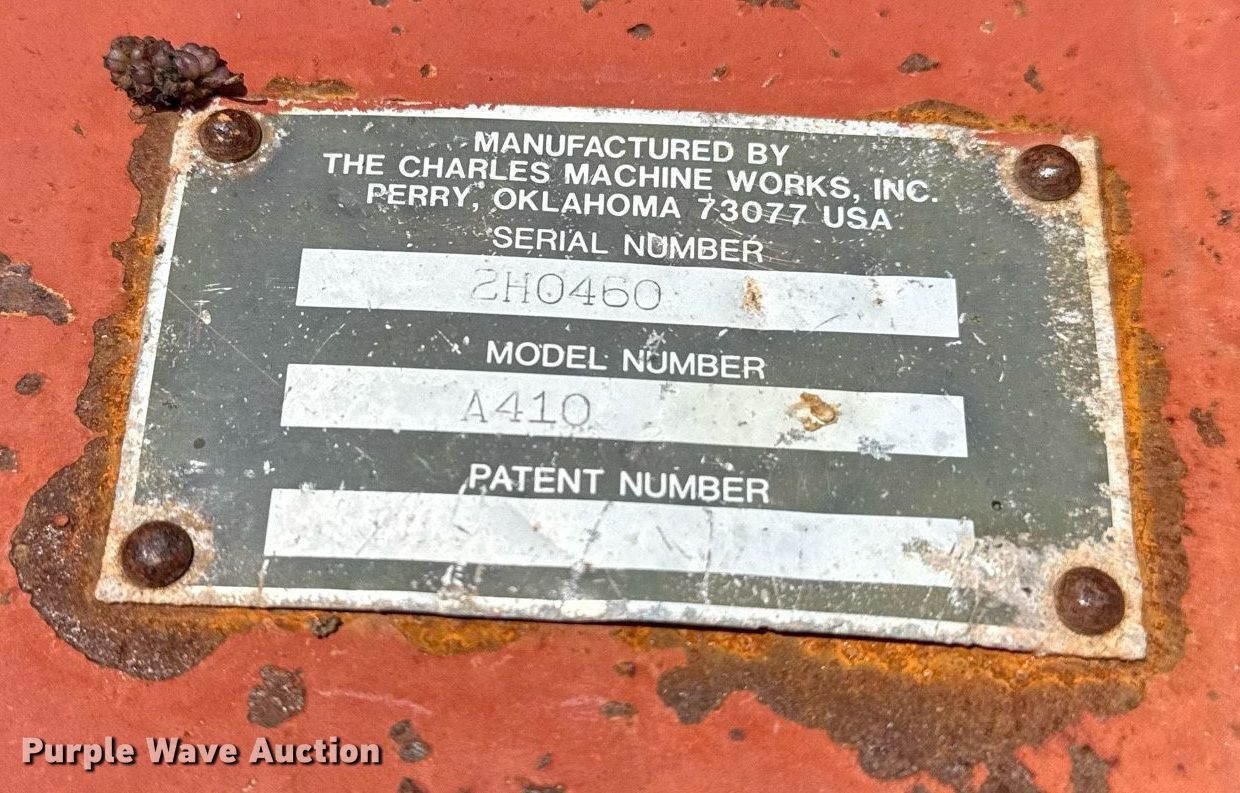 MANUFACTURED BY
THE CHARLES MACHINE WORKS, INC.
PERRY, OKLAHOMA 73077 USA
SERIAL NUMBER
2H0460
MODEL NUMBER
A410
PATENT NUMBER
Purple Wave Auction